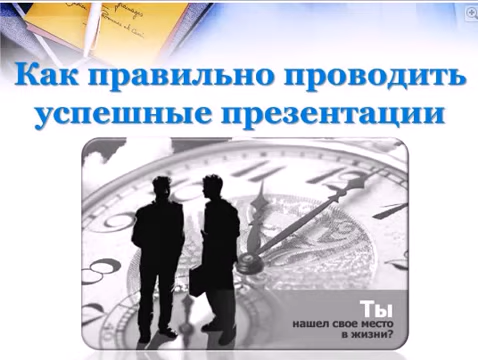 Как правильно проводить
успешные презентации
Ты
нашел свое место
в жизни?